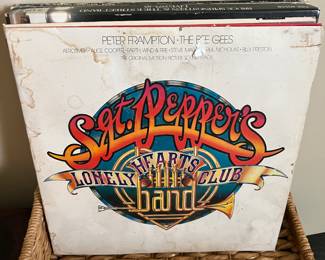 PETER FRAMPTON · THE BEE GEES
AEROSMITH · ALICE COOPER · EARTH, WIND & FIRE · STEVE MARTIN · PAUL NICHOLAS · BILLY PRESTON
THE ORIGINAL MOTION PICTURE SOUNDTRACK
Sgt. Pepper's
LONELY HEARTS CLUB
band